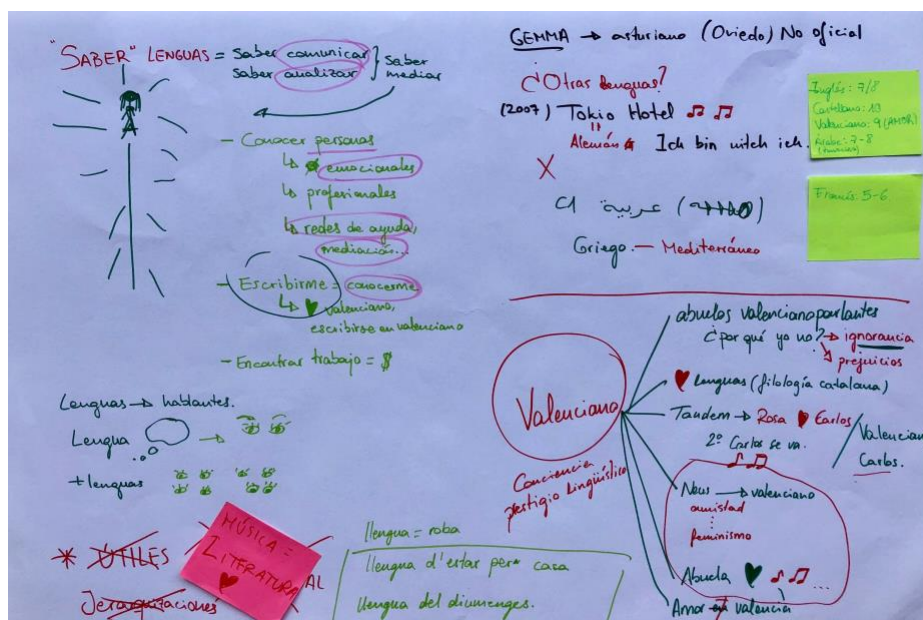 "SABER" LENGUAS = saber comunicar
saber analizar
saber mediar
- Conocer personas
↳ emocionales
↳ profesionales
↳ redes de ayuda,
mediación...
- Escribirme = conocerme
↳ ♥ valenciano,
escribirse en valenciano
- Encontrar trabajo = $
Lenguas → hablantes.
Lengua →
+ lenguas
* ÚTILES
Jerarquizaciones
MÚSICA =
LITERATURA
♥
AL
llengua = roba
llengua d'estar per casa
llengua del diumenges.
GEMMA → asturiano (Oviedo) No oficial
¿Otras lenguas?
(2007) Tokio Hotel ♫ ♫
Alemán Ich bin nitch ich.
X
عربية
Griego — Mediterráneo
Inglés: 7/8
Castellano: 10
Valenciano: 9 (AMOR)
Árabe: 7-8
Francés: 5-6
Valenciano
Conciencia
prestigio lingüístico
abuelos valencianoparlantes
¿por qué yo no? → ignorancia
prejuicios
♥ lenguas (filología catalana)
Tandem → Rosa ♥ Carlos
2º Carlos se va.
Valencian
Carlos.
♫ ♫
Neus → valenciano
amistad
feminismo
Abuela ♥ ♪ ♫ ...
Amor valencia